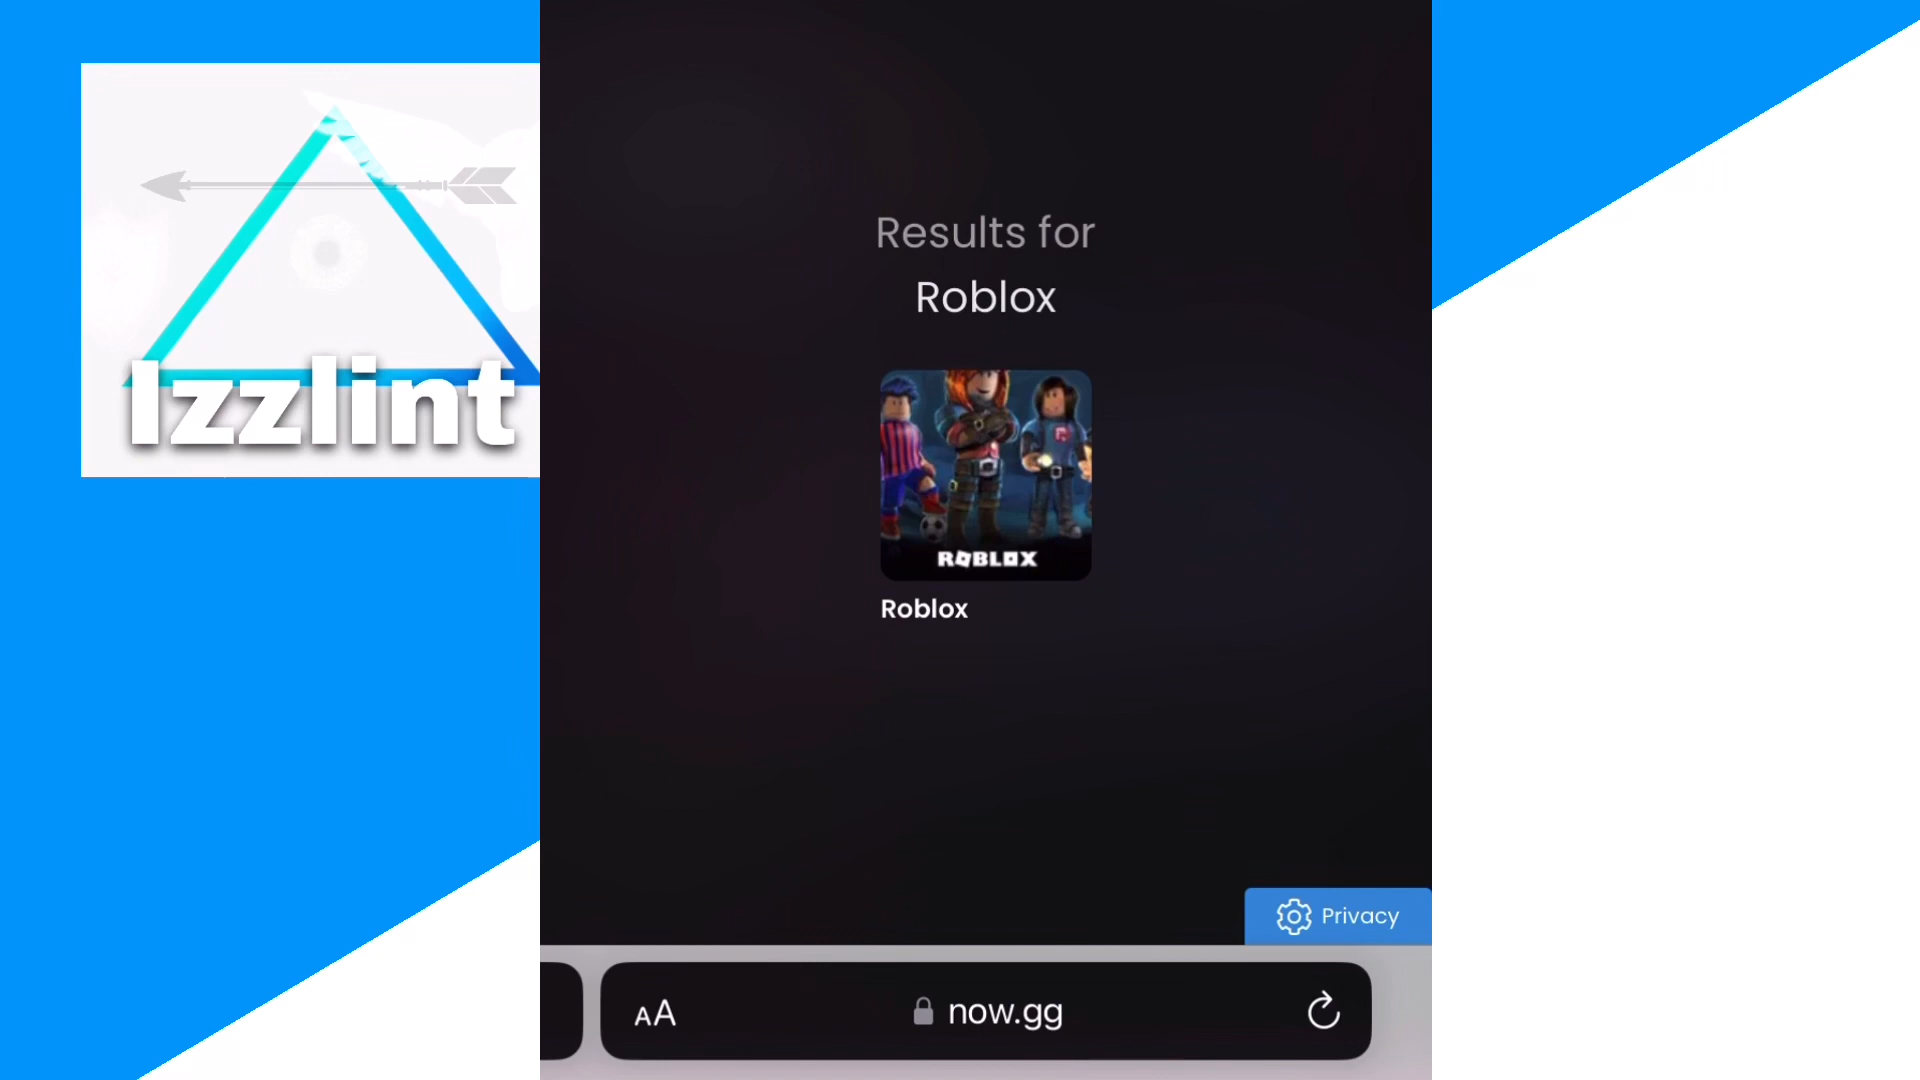 Izzlint
Results for
Roblox
ROBLOX
Roblox
Privacy
AA
now.gg